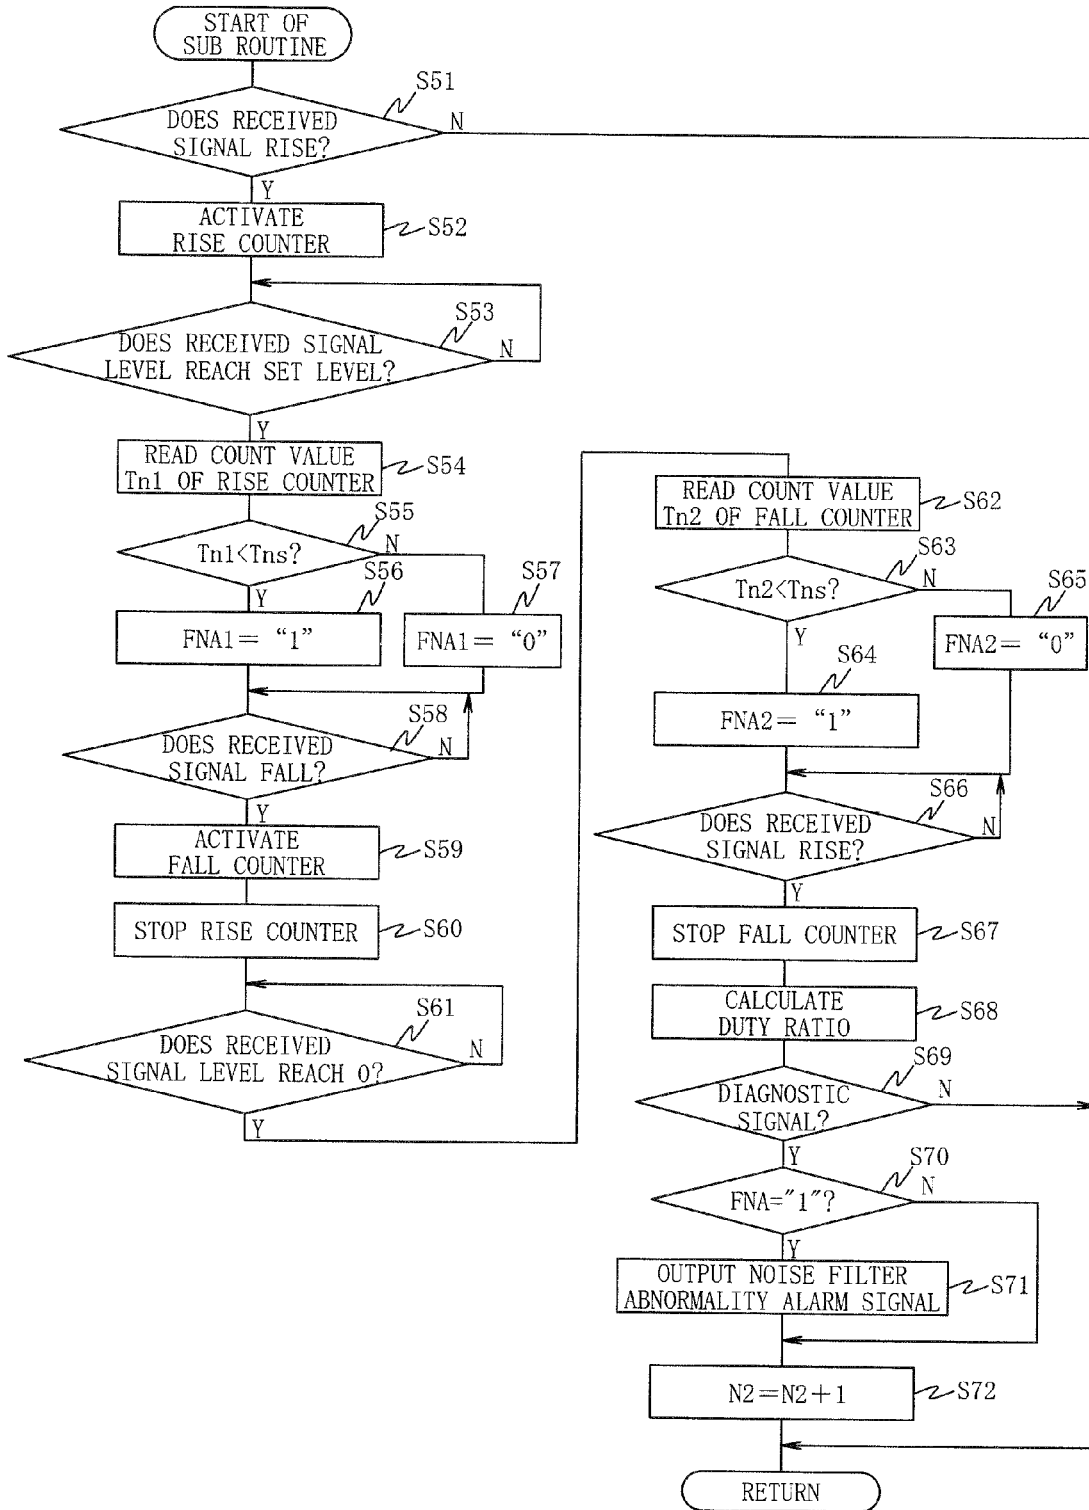 START OF
SUB ROUTINE
S51
DOES RECEIVED
SIGNAL RISE?
N
Y
ACTIVATE
RISE COUNTER
S52
S53
DOES RECEIVED SIGNAL
LEVEL REACH SET LEVEL?
N
Y
READ COUNT VALUE
Tn1 OF RISE COUNTER
S54
S55
Tn1<Tns?
N
Y
S56
FNA1= “1”
S57
FNA1= “0”
S58
DOES RECEIVED
SIGNAL FALL?
N
Y
ACTIVATE
FALL COUNTER
S59
STOP RISE COUNTER
S60
S61
DOES RECEIVED
SIGNAL LEVEL REACH 0?
N
Y
READ COUNT VALUE
Tn2 OF FALL COUNTER
S62
S63
Tn2<Tns?
N
Y
S65
FNA2= “0”
S64
FNA2= “1”
S66
DOES RECEIVED
SIGNAL RISE?
N
Y
STOP FALL COUNTER
S67
CALCULATE
DUTY RATIO
S68
S69
DIAGNOSTIC
SIGNAL?
N
Y
S70
FNA="1"?
N
Y
OUTPUT NOISE FILTER
ABNORMALITY ALARM SIGNAL
S71
N2=N2+1
S72
RETURN